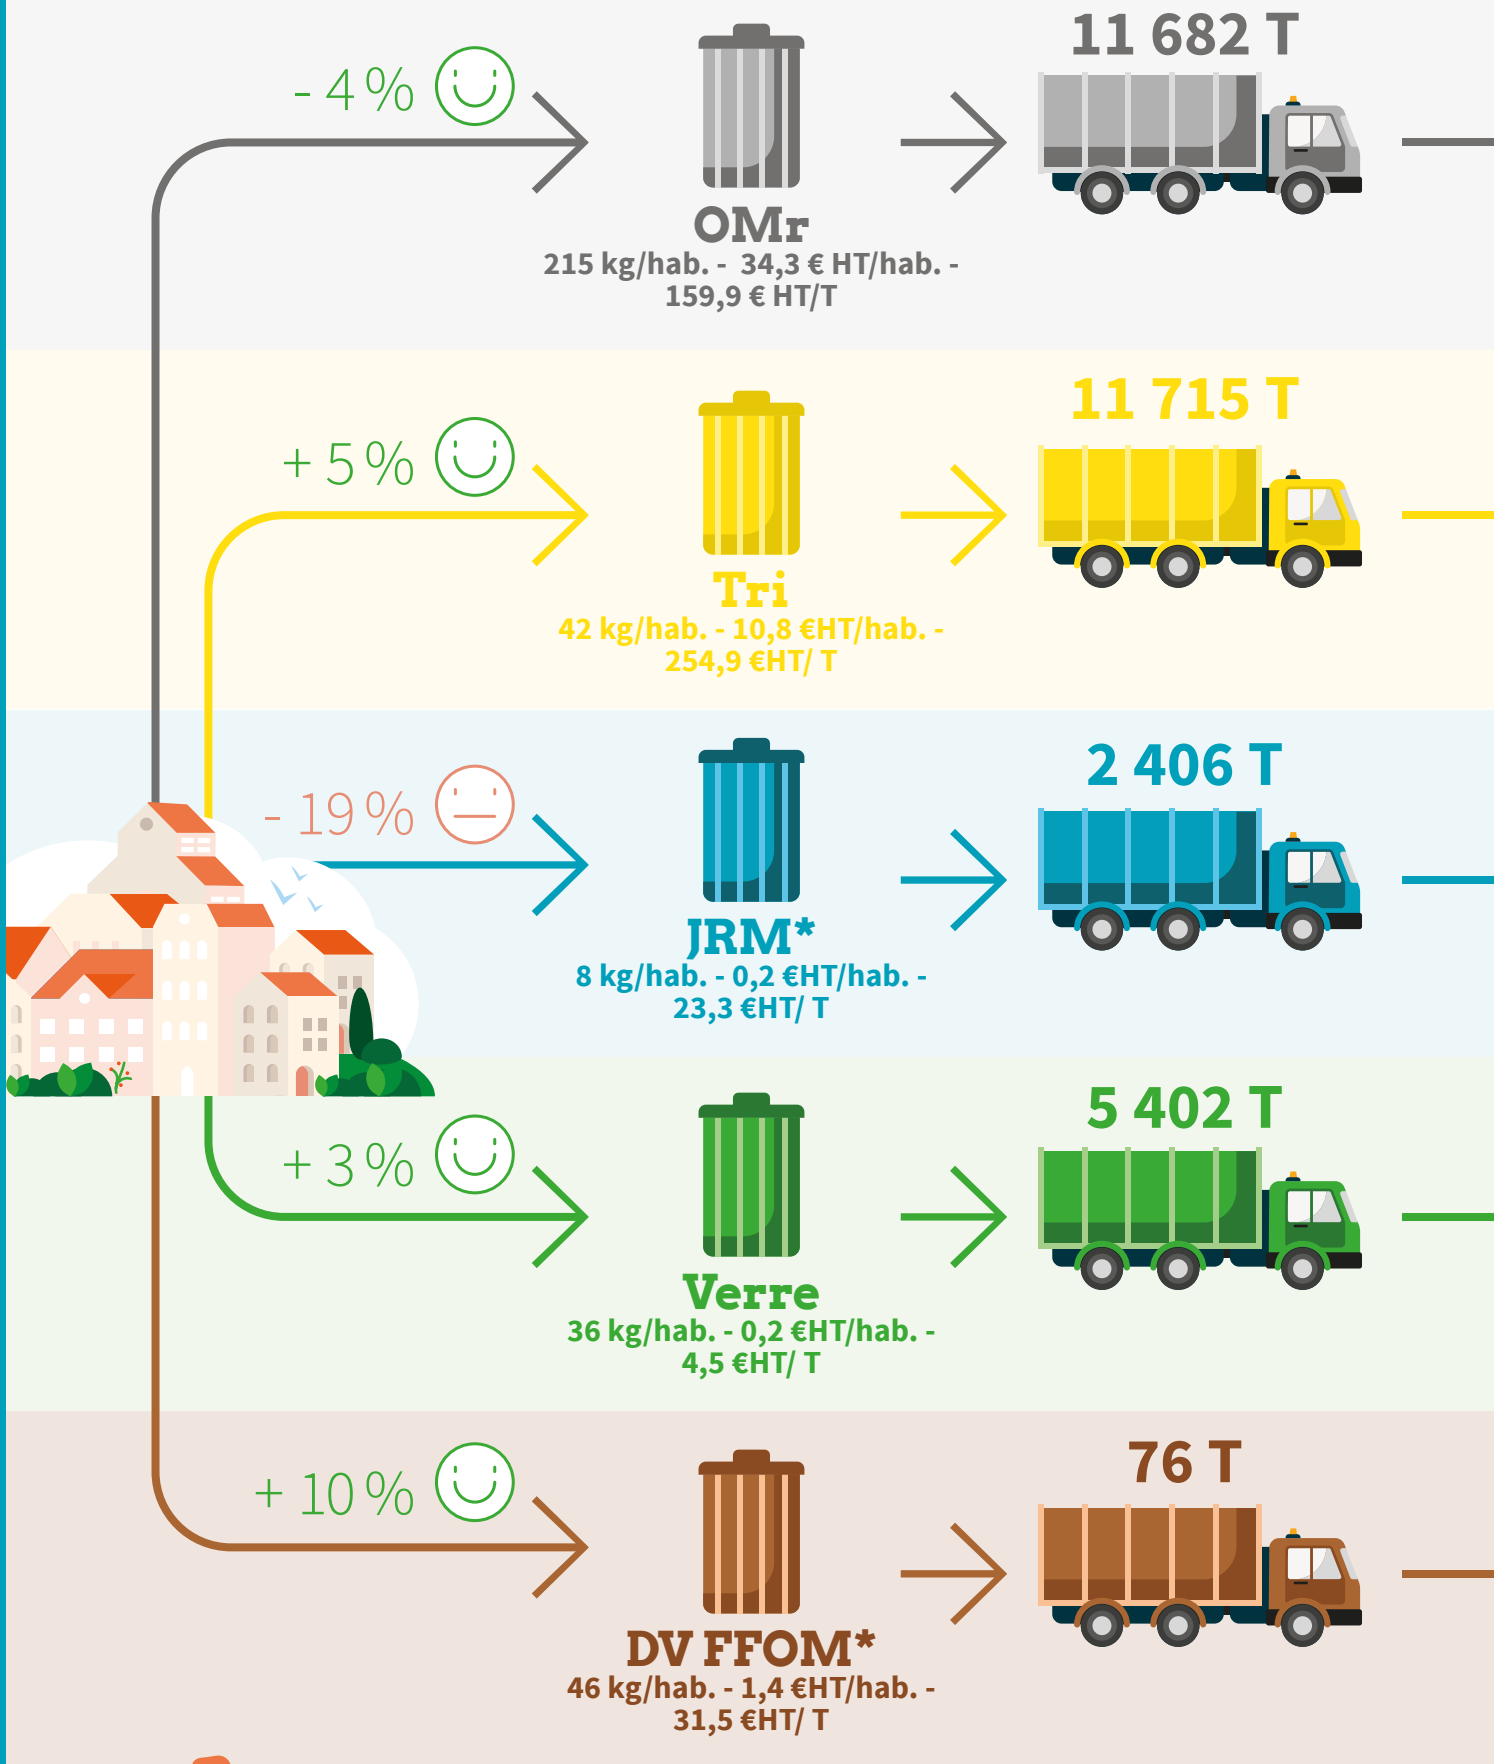 - 4 %
11 682 T
OMr
215 kg/hab. - 34,3 € HT/hab. -
159,9 € HT/T
+ 5 %
11 715 T
Tri
42 kg/hab. - 10,8 €HT/hab. -
254,9 €HT/ T
- 19 %
2 406 T
JRM*
8 kg/hab. - 0,2 €HT/hab. -
23,3 €HT/ T
+ 3 %
5 402 T
Verre
36 kg/hab. - 0,2 €HT/hab. -
4,5 €HT/ T
+ 10 %
76 T
DV FFOM*
46 kg/hab. - 1,4 €HT/hab. -
31,5 €HT/ T